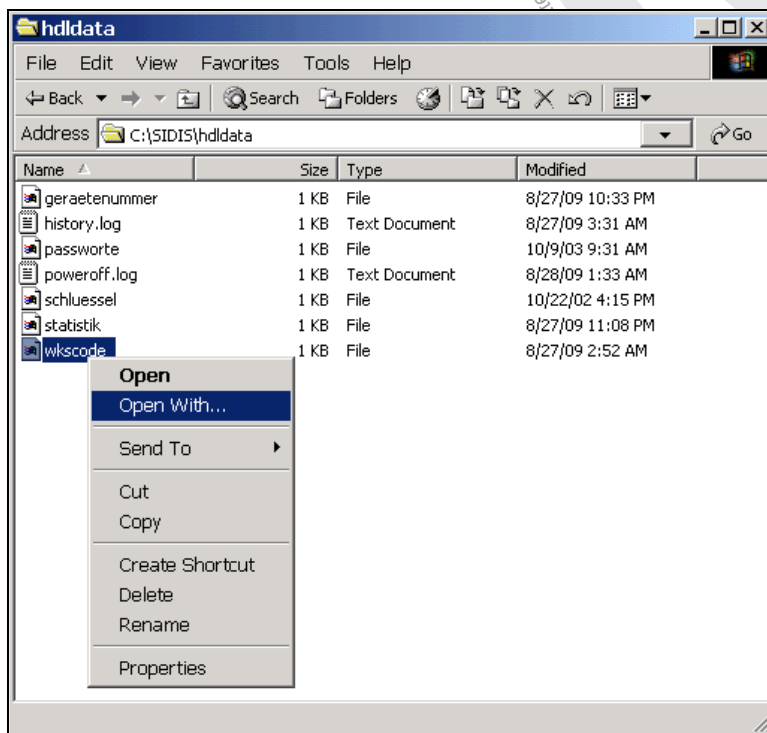 hdldata
File Edit View Favorites Tools Help
Back Search Folders
Address C:\SIDIS\hdldata Go
Name Size Type Modified
geraetenummer 1 KB File 8/27/09 10:33 PM
history.log 1 KB Text Document 8/27/09 3:31 AM
passworte 1 KB File 10/9/03 9:31 AM
poweroff.log 1 KB Text Document 8/28/09 1:33 AM
schluessel 1 KB File 10/22/02 4:15 PM
statistik 1 KB File 8/27/09 11:08 PM
wkscode 1 KB File 8/27/09 2:52 AM
Open
Open With...
Send To
Cut
Copy
Create Shortcut
Delete
Rename
Properties